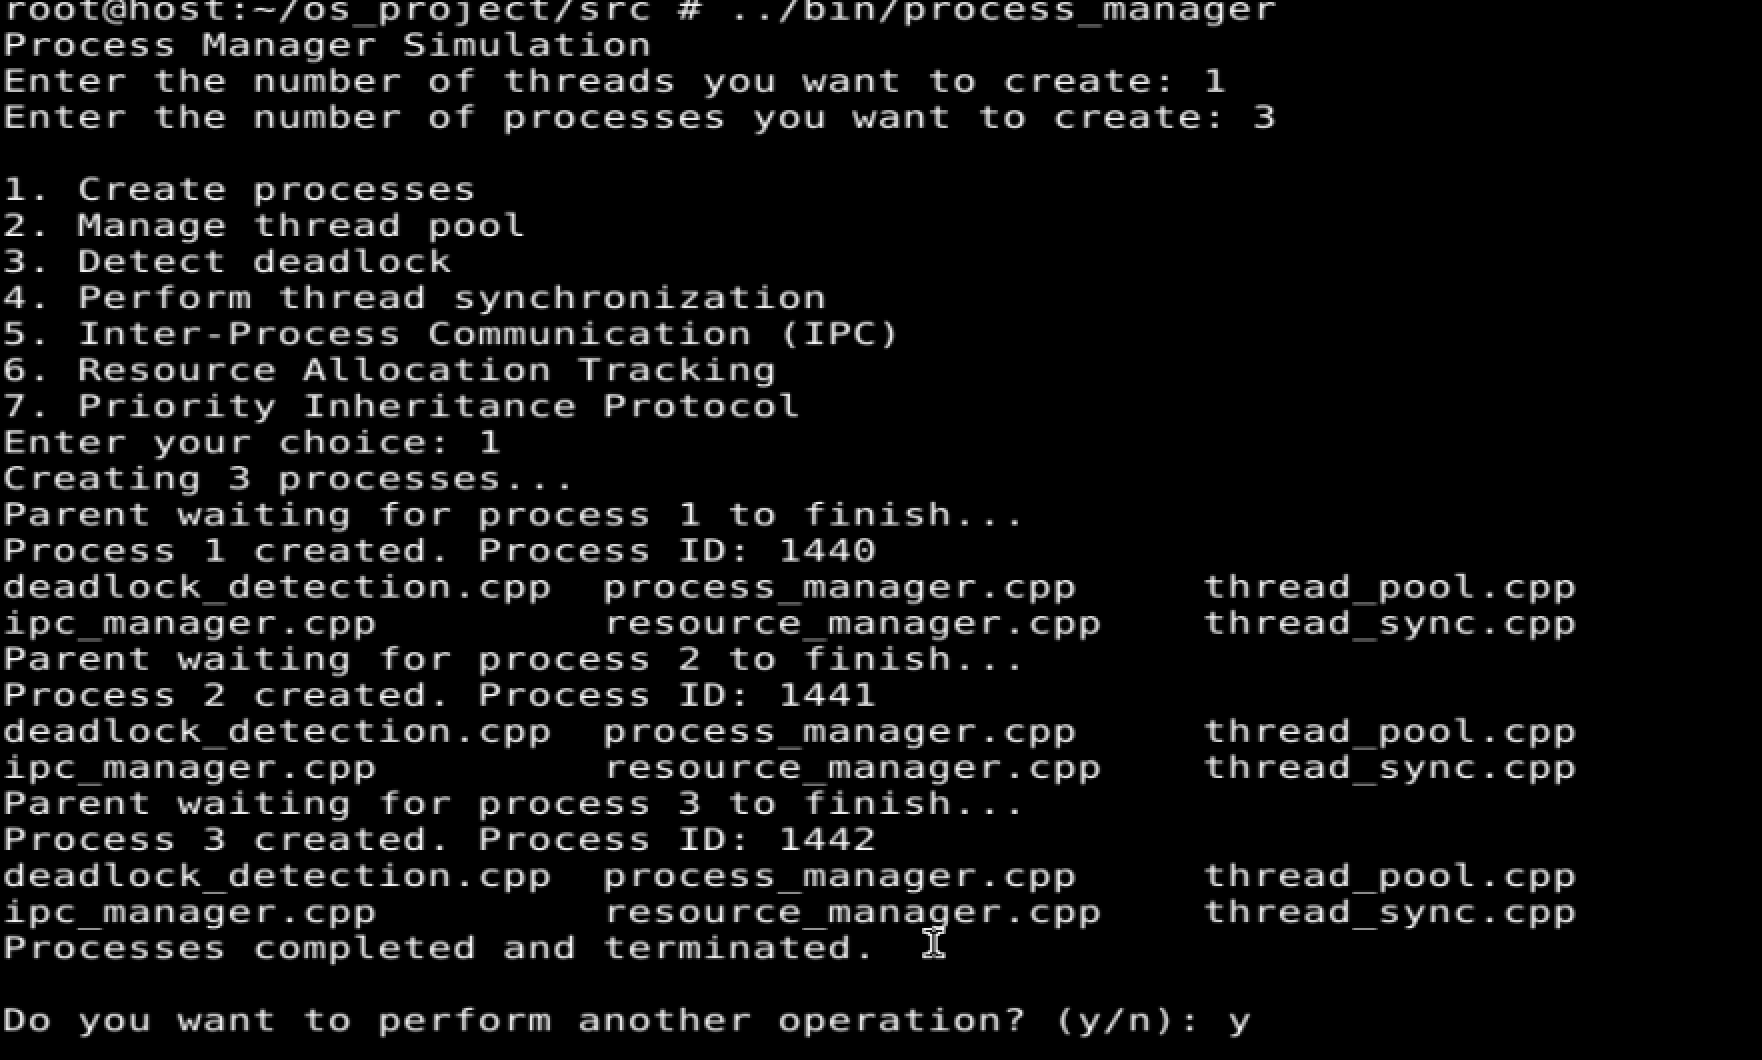 root@host:~/os_project/src # ../bin/process_manager
Process Manager Simulation
Enter the number of threads you want to create: 1
Enter the number of processes you want to create: 3
1. Create processes
2. Manage thread pool
3. Detect deadlock
4. Perform thread synchronization
5. Inter-Process Communication (IPC)
6. Resource Allocation Tracking
7. Priority Inheritance Protocol
Enter your choice: 1
Creating 3 processes...
Parent waiting for process 1 to finish...
Process 1 created. Process ID: 1440
deadlock_detection.cpp  process_manager.cpp     thread_pool.cpp
ipc_manager.cpp         resource_manager.cpp    thread_sync.cpp
Parent waiting for process 2 to finish...
Process 2 created. Process ID: 1441
deadlock_detection.cpp  process_manager.cpp     thread_pool.cpp
ipc_manager.cpp         resource_manager.cpp    thread_sync.cpp
Parent waiting for process 3 to finish...
Process 3 created. Process ID: 1442
deadlock_detection.cpp  process_manager.cpp     thread_pool.cpp
ipc_manager.cpp         resource_manager.cpp    thread_sync.cpp
Processes completed and terminated.
Do you want to perform another operation? (y/n): y